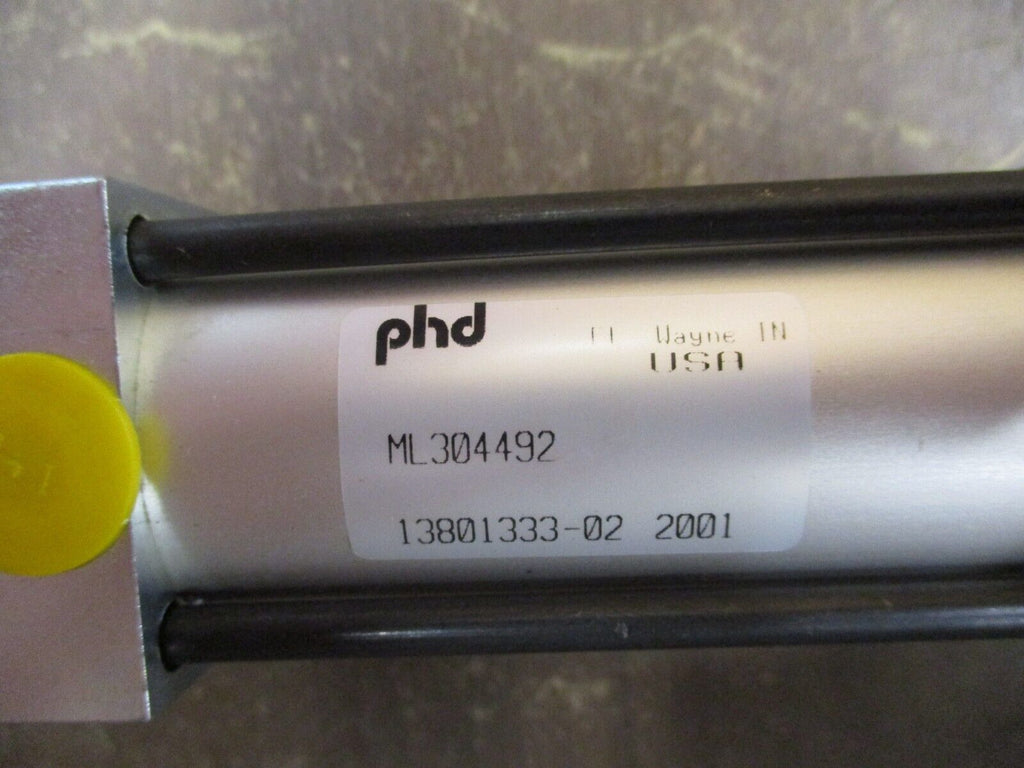 phd Ft Wayne IN
USA
ML304492
13801333-02 2001